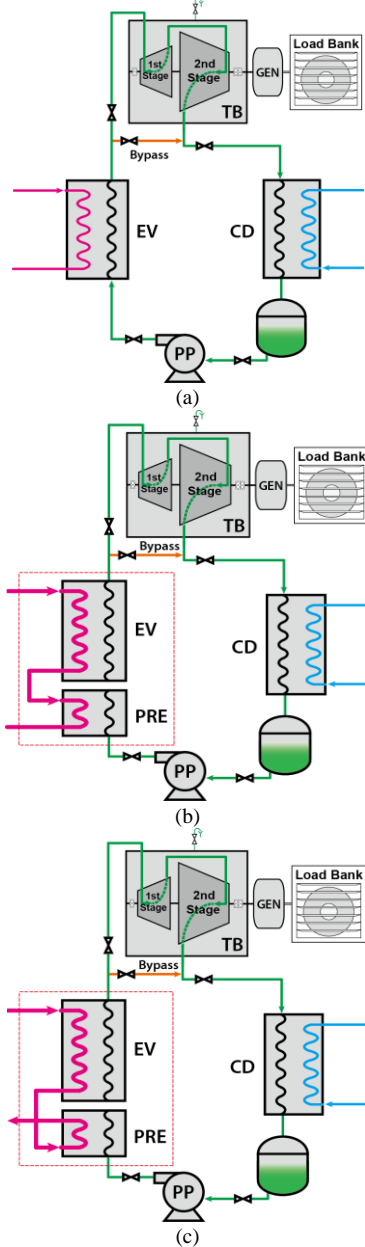 1st
Stage
2nd
Stage
TB
GEN
Load Bank
Bypass
EV
CD
PP
(a)
1st
Stage
2nd
Stage
TB
GEN
Load Bank
Bypass
EV
CD
PRE
PP
(b)
1st
Stage
2nd
Stage
TB
GEN
Load Bank
Bypass
EV
CD
PRE
PP
(c)